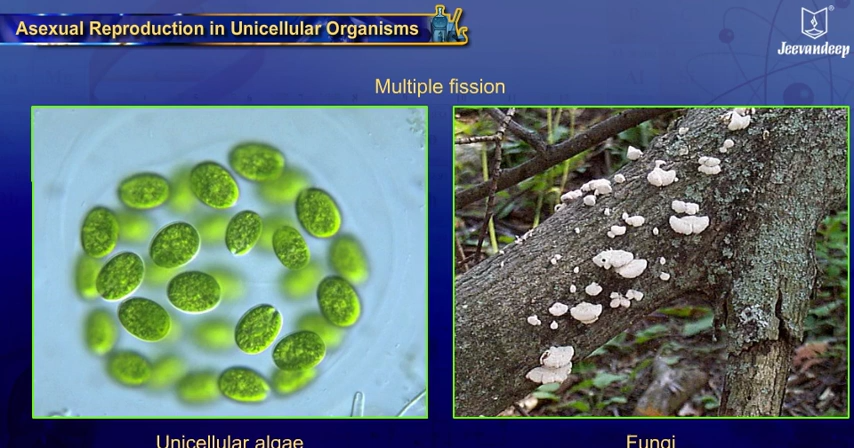 Asexual Reproduction in Unicellular Organisms
Jeevandeep
Multiple fission
Unicellular algae
Fungi